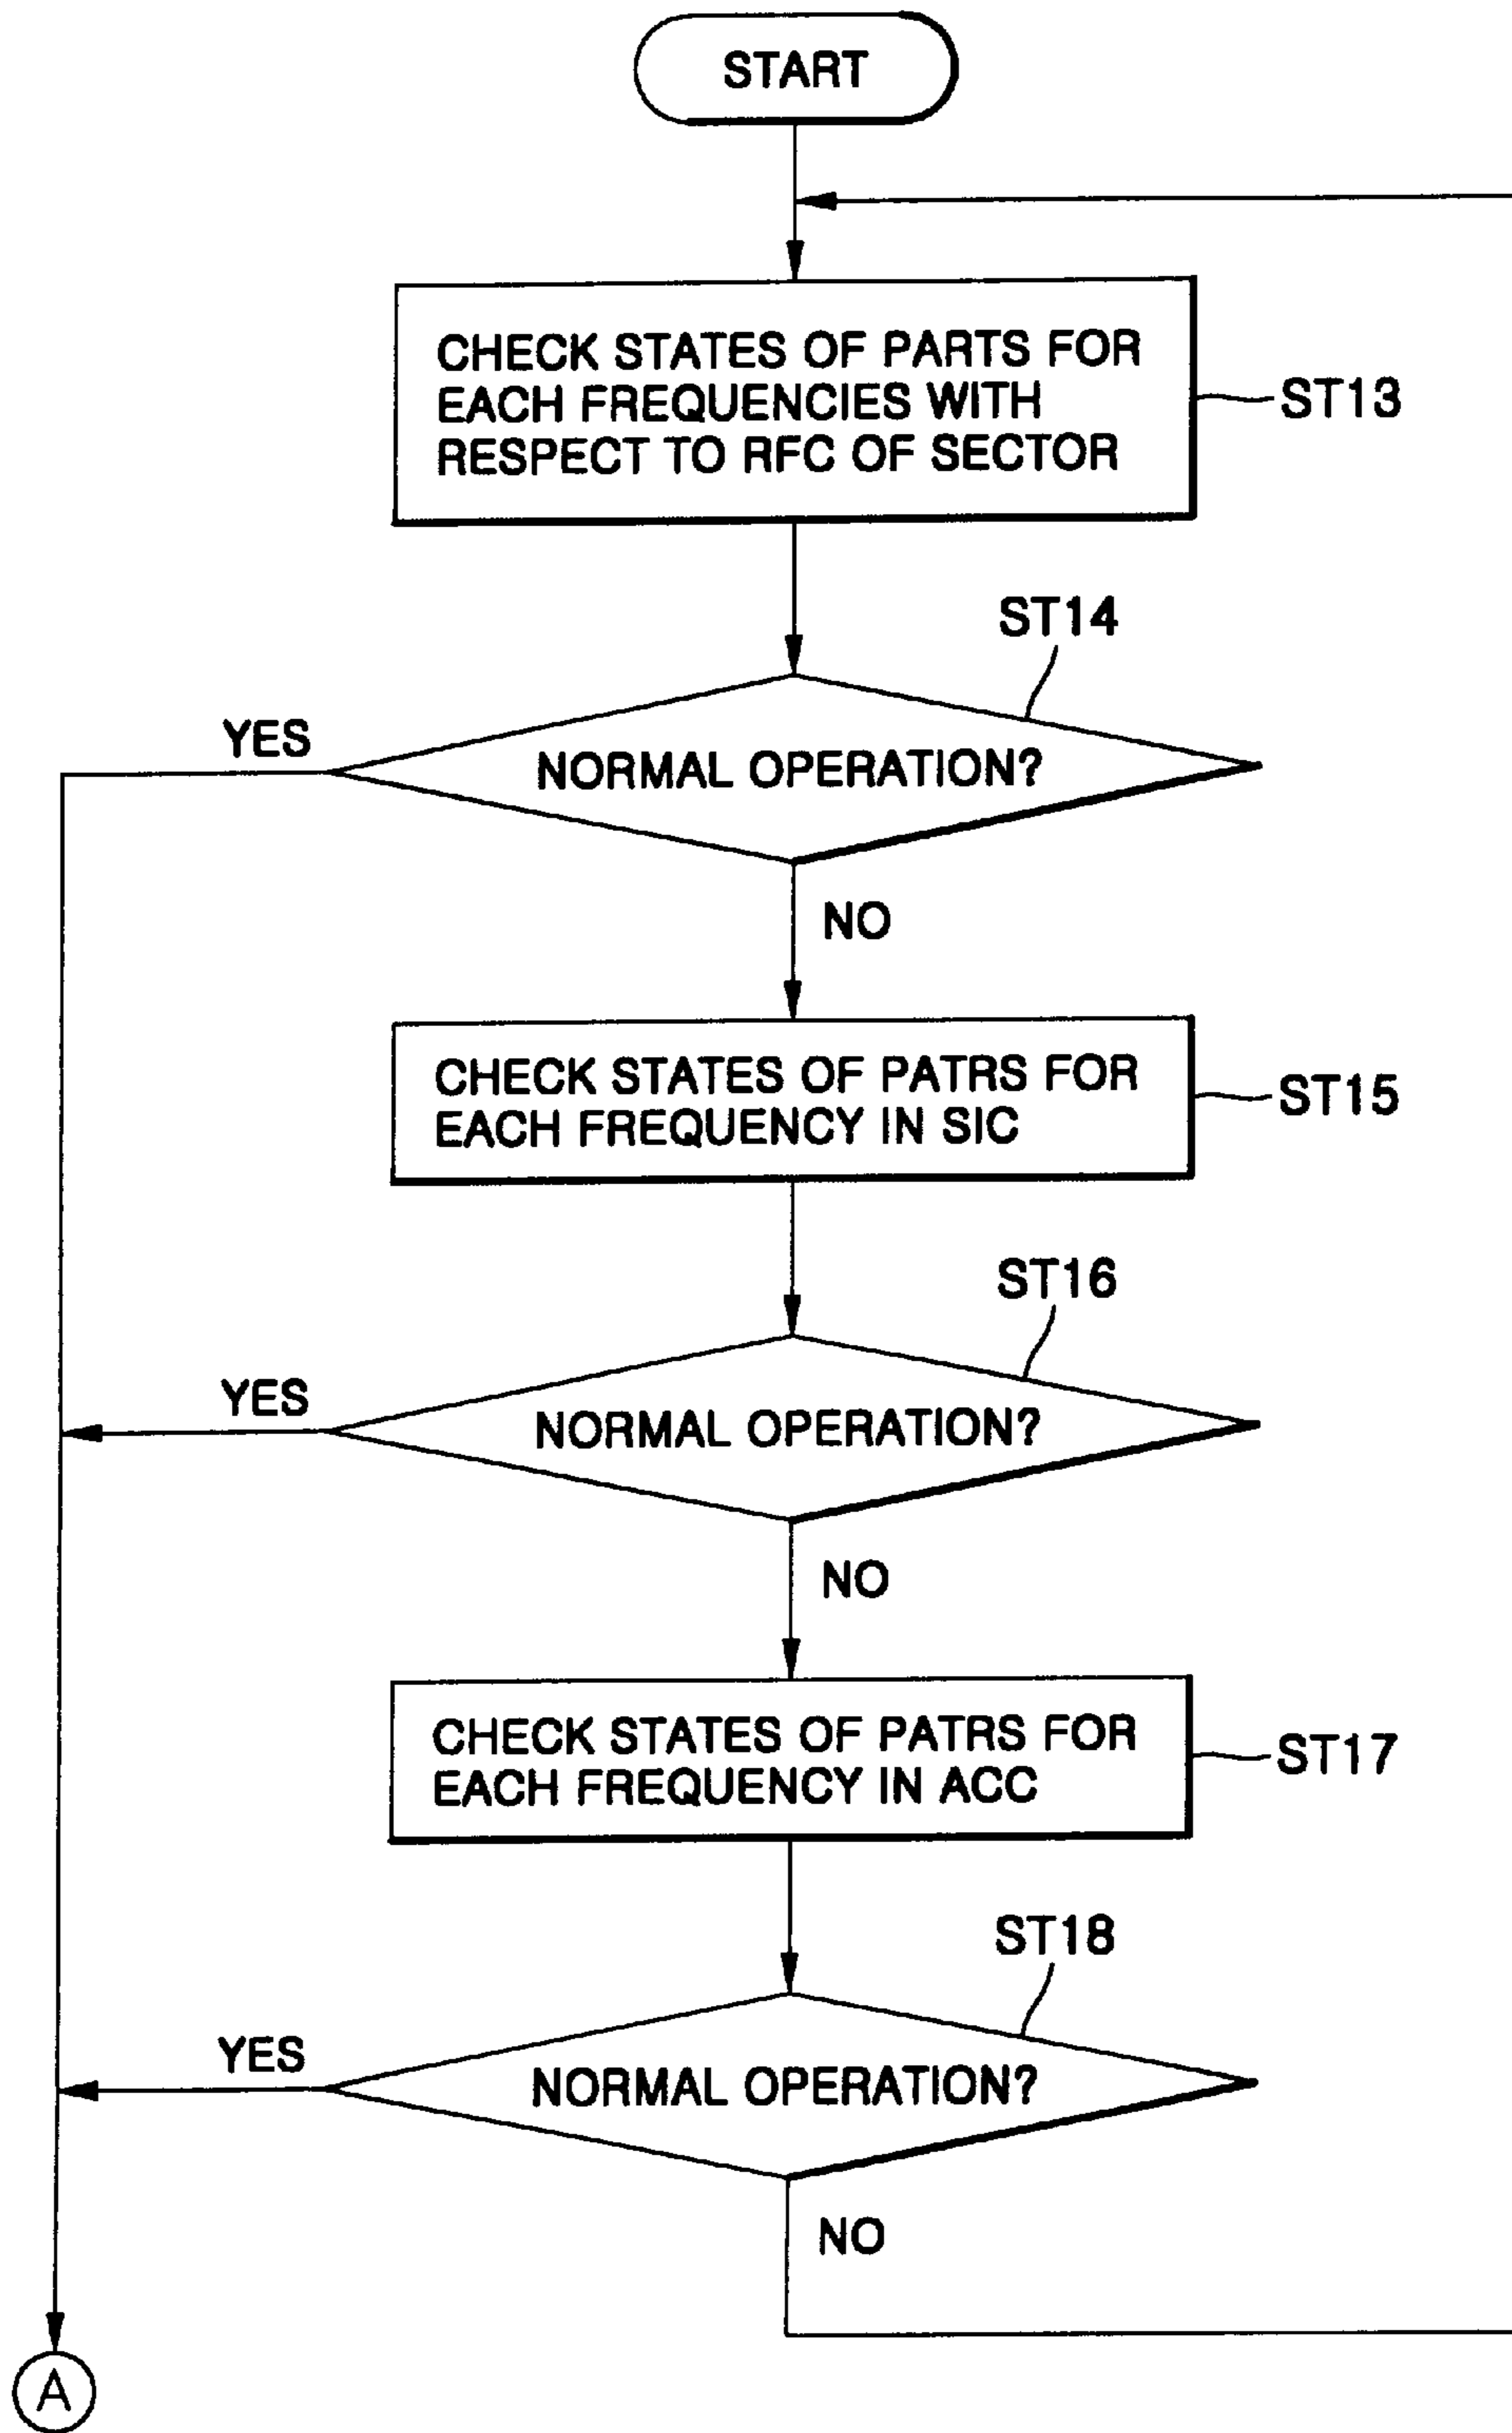 START
CHECK STATES OF PARTS FOR
EACH FREQUENCIES WITH
RESPECT TO RFC OF SECTOR
ST13
ST14
YES
NORMAL OPERATION?
NO
CHECK STATES OF PATRS FOR
EACH FREQUENCY IN SIC
ST15
ST16
YES
NORMAL OPERATION?
NO
CHECK STATES OF PATRS FOR
EACH FREQUENCY IN ACC
ST17
ST18
YES
NORMAL OPERATION?
NO
A